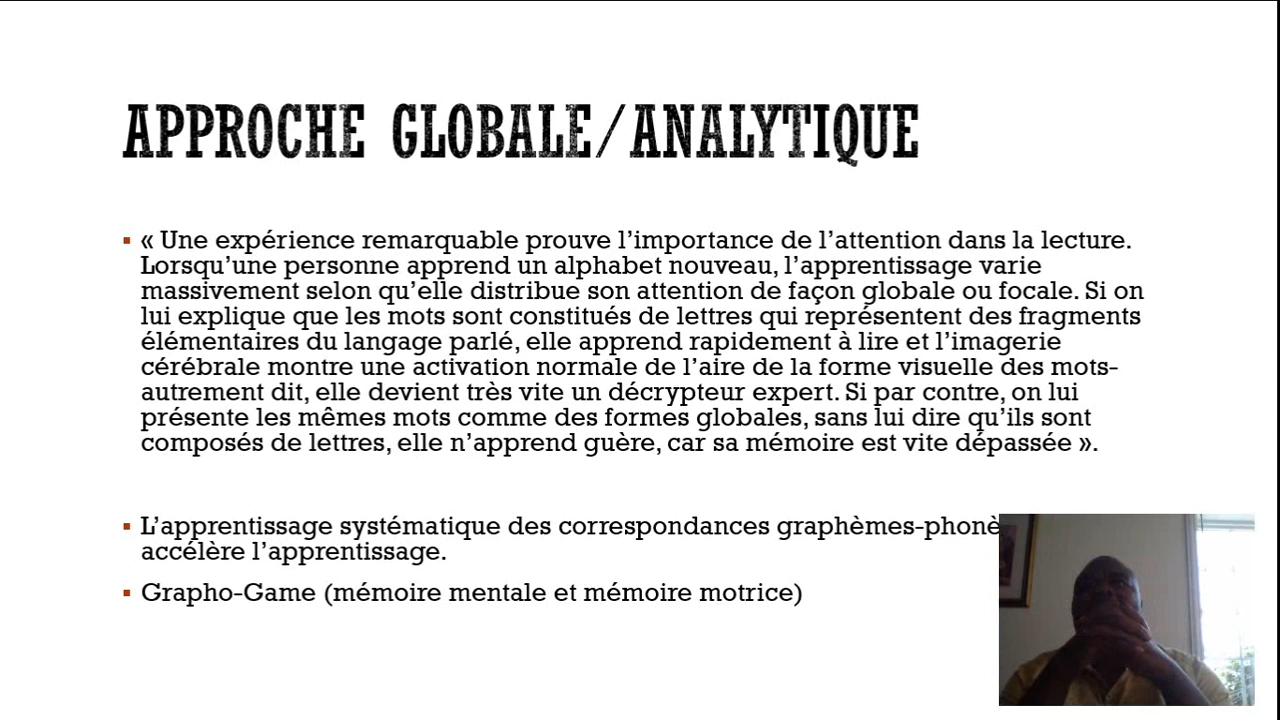 APPROCHE GLOBALE/ANALYTIQUE
▪ « Une expérience remarquable prouve l’importance de l’attention dans la lecture.
Lorsqu’une personne apprend un alphabet nouveau, l’apprentissage varie
massivement selon qu’elle distribue son attention de façon globale ou focale. Si on
lui explique que les mots sont constitués de lettres qui représentent des fragments
élémentaires du langage parlé, elle apprend rapidement à lire et l’imagerie
cérébrale montre une activation normale de l’aire de la forme visuelle des mots-
autrement dit, elle devient très vite un décrypteur expert. Si par contre, on lui
présente les mêmes mots comme des formes globales, sans lui dire qu’ils sont
composés de lettres, elle n’apprend guère, car sa mémoire est vite dépassée ».
▪ L’apprentissage systématique des correspondances graphèmes-phonè
accélère l’apprentissage.
▪ Grapho-Game (mémoire mentale et mémoire motrice)